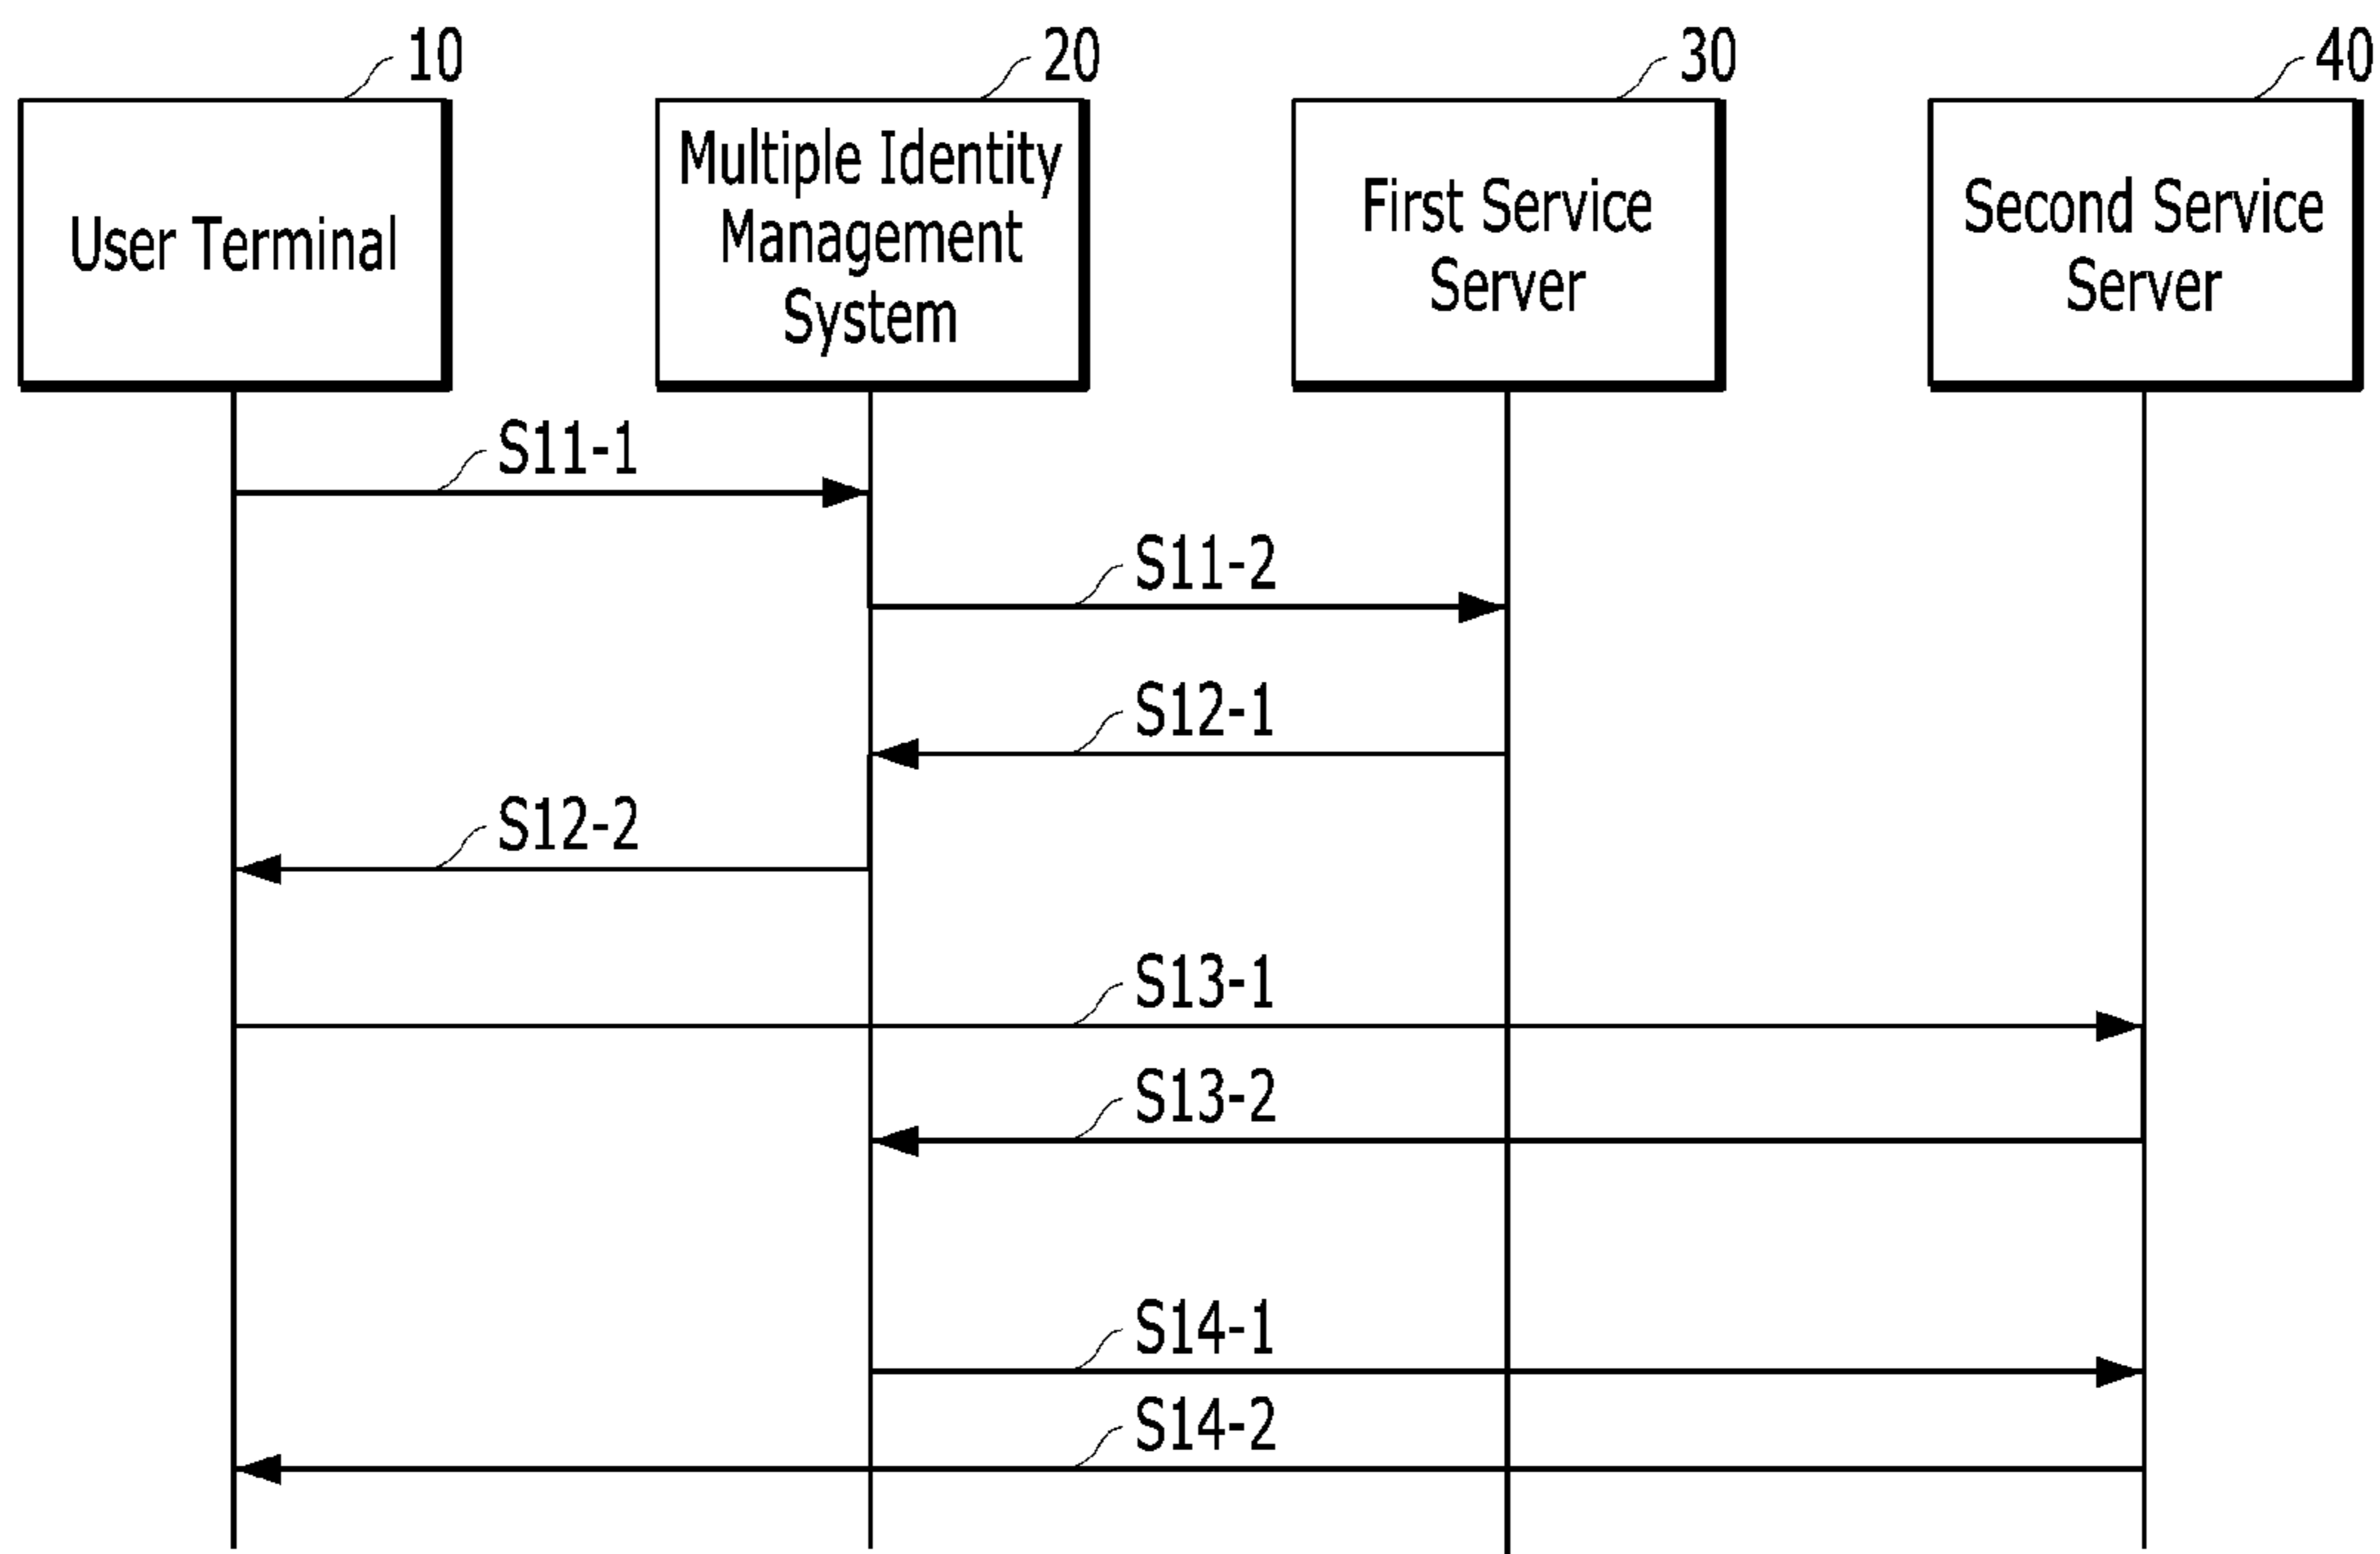 10
20
30
40
User Terminal
Multiple Identity
Management
System
First Service
Server
Second Service
Server
S11-1
S11-2
S12-1
S12-2
S13-1
S13-2
S14-1
S14-2